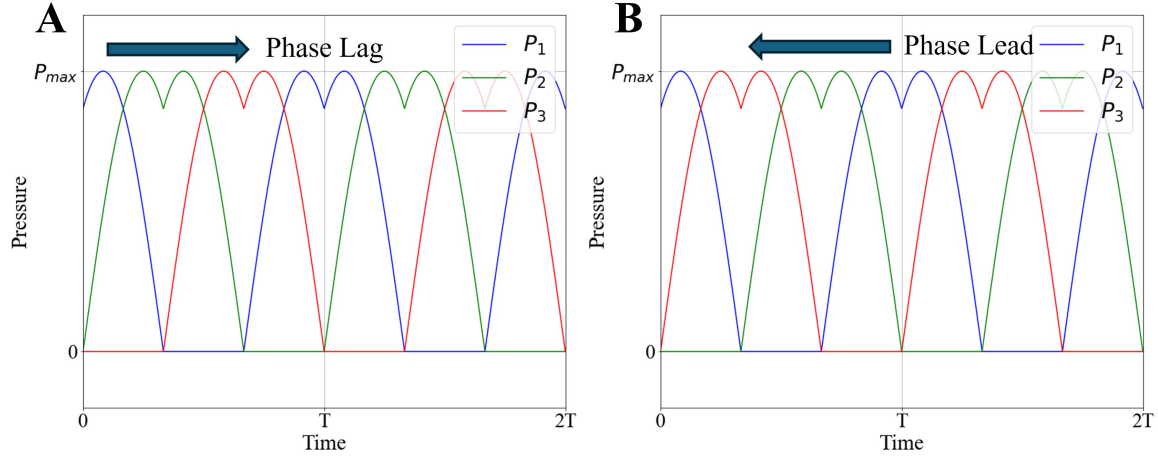 A
Phase Lag
P₁
P₂
P₃
Pₘₐₓ
0
Pressure
0
T
2T
Time
B
Phase Lead
P₁
P₂
P₃
Pₘₐₓ
0
Pressure
0
T
2T
Time